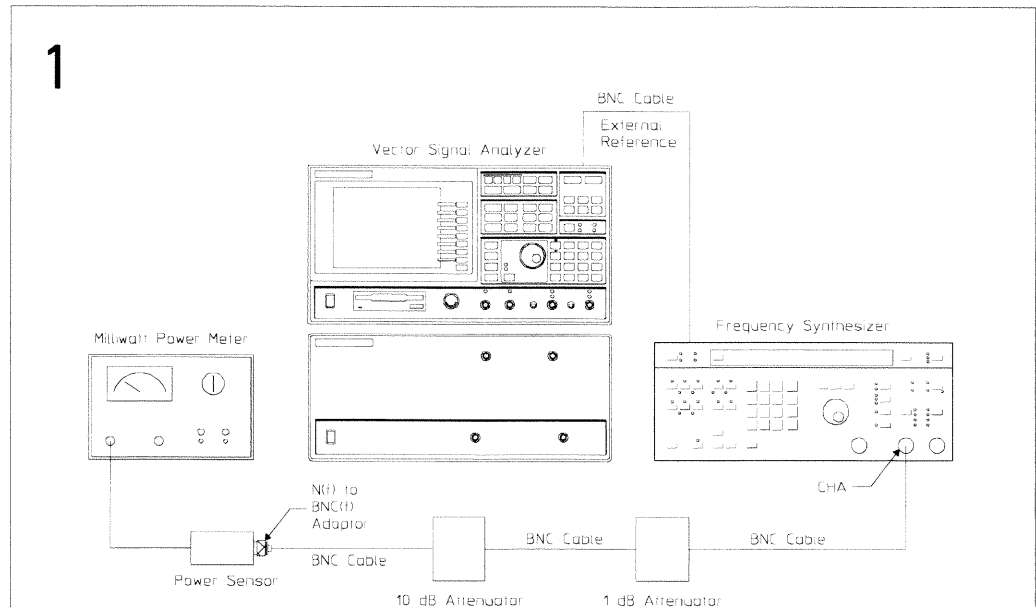 1
BNC Cable
External
Reference
Vector Signal Analyzer
Frequency Synthesizer
Milliwatt Power Meter
CHA
N(f) to
BNC(f)
Adaptor
BNC Cable
BNC Cable
BNC Cable
Power Sensor
10 dB Attenuator
1 dB Attenuator